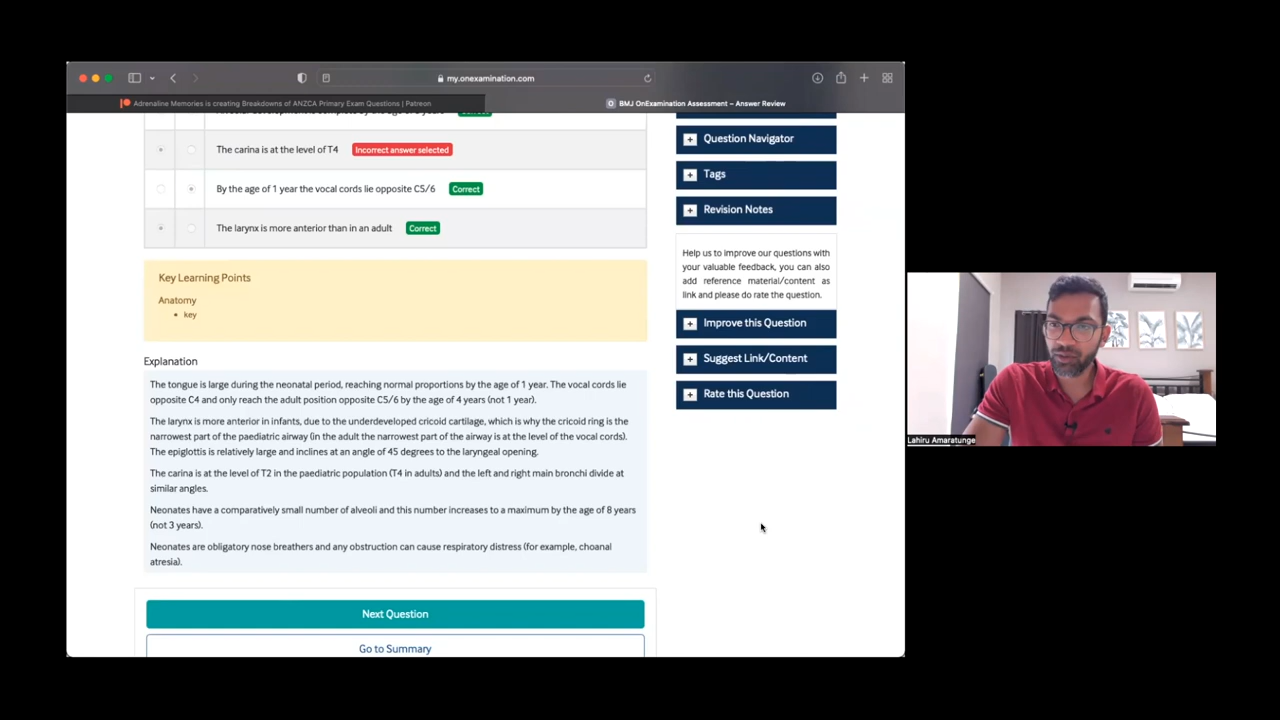 my.onexamination.com
Adrenaline Memories is creating Breakdowns of ANZCA Primary Exam Questions | Patreon
BMJ OnExamination Assessment – Answer Review
The carina is at the level of T4 Incorrect answer selected
By the age of 1 year the vocal cords lie opposite C5/6 Correct
The larynx is more anterior than in an adult Correct
Key Learning Points
Anatomy
• key
Explanation
The tongue is large during the neonatal period, reaching normal proportions by the age of 1 year. The vocal cords lie
opposite C4 and only reach the adult position opposite C5/6 by the age of 4 years (not 1 year).
The larynx is more anterior in infants, due to the underdeveloped cricoid cartilage, which is why the cricoid ring is the
narrowest part of the paediatric airway (in the adult the narrowest part of the airway is at the level of the vocal cords).
The epiglottis is relatively large and inclines at an angle of 45 degrees to the laryngeal opening.
The carina is at the level of T2 in the paediatric population (T4 in adults) and the left and right main bronchi divide at
similar angles.
Neonates have a comparatively small number of alveoli and this number increases to a maximum by the age of 8 years
(not 3 years).
Neonates are obligatory nose breathers and any obstruction can cause respiratory distress (for example, choanal
atresia).
Next Question
Go to Summary
Question Navigator
Tags
Revision Notes
Help us to improve our questions with
your valuable feedback, you can also
add reference material/content as
link and please do rate the question.
Improve this Question
Suggest Link/Content
Rate this Question
Lahiru Amaratunge